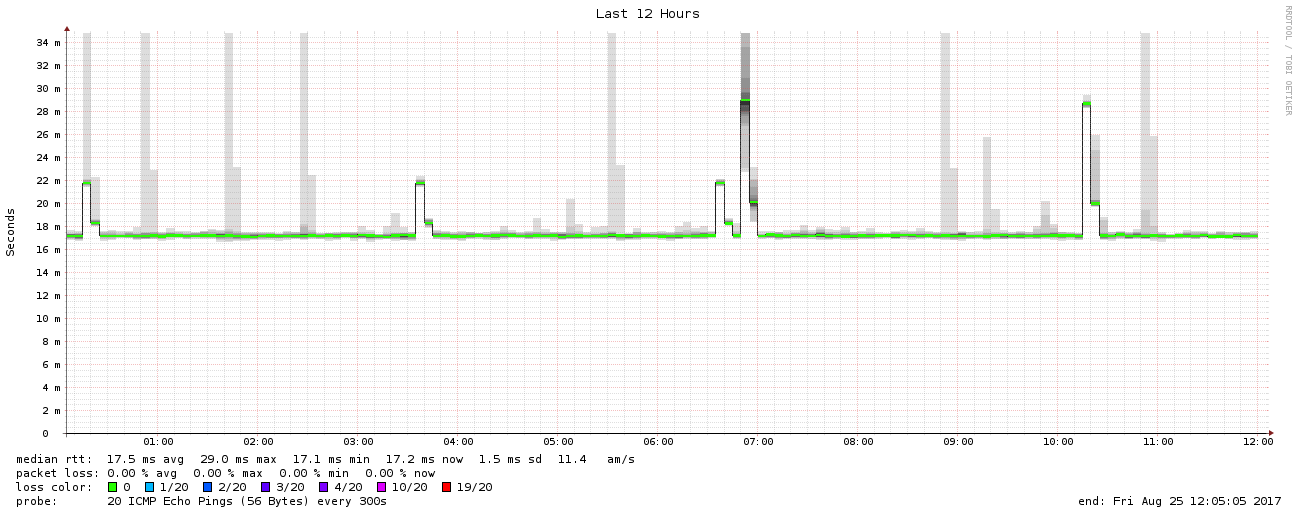 Last 12 Hours
RRDTOOL / TOBI OETIKER
Seconds
34 m
32 m
30 m
28 m
26 m
24 m
22 m
20 m
18 m
16 m
14 m
12 m
10 m
8 m
6 m
4 m
2 m
0
01:00 02:00 03:00 04:00 05:00 06:00 07:00 08:00 09:00 10:00 11:00 12:00
median rtt: 17.5 ms avg 29.0 ms max 17.1 ms min 17.2 ms now 1.5 ms sd 11.4 am/s
packet loss: 0.00 % avg 0.00 % max 0.00 % min 0.00 % now
loss color: 0 1/20 2/20 3/20 4/20 10/20 19/20
probe: 20 ICMP Echo Pings (56 Bytes) every 300s end: Fri Aug 25 12:05:05 2017